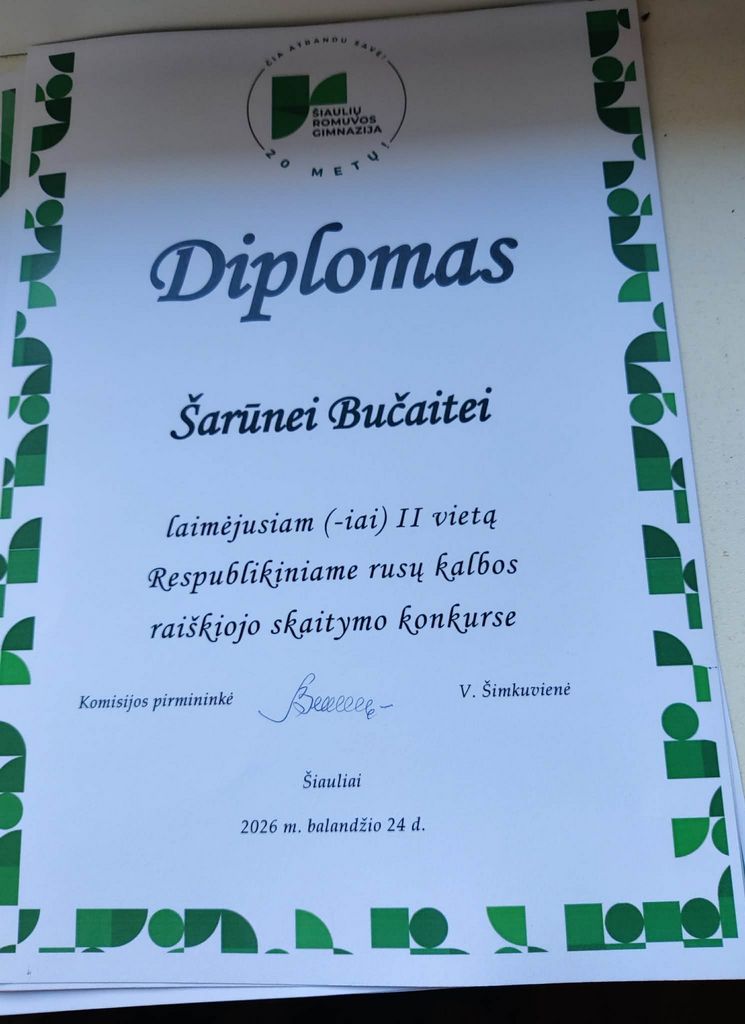 ČIA ATRANDU SAVE!
ŠIAULIŲ
ROMUVOS
GIMNAZIJA
20 METŲ!
Diplomas
Šarūnei Bučaitei
laimėjusiam (-iai) II vietą
Respublikiniame rusų kalbos
raiškiojo skaitymo konkurse
Komisijos pirmininkė V. Šimkuvienė
Šiauliai
2026 m. balandžio 24 d.